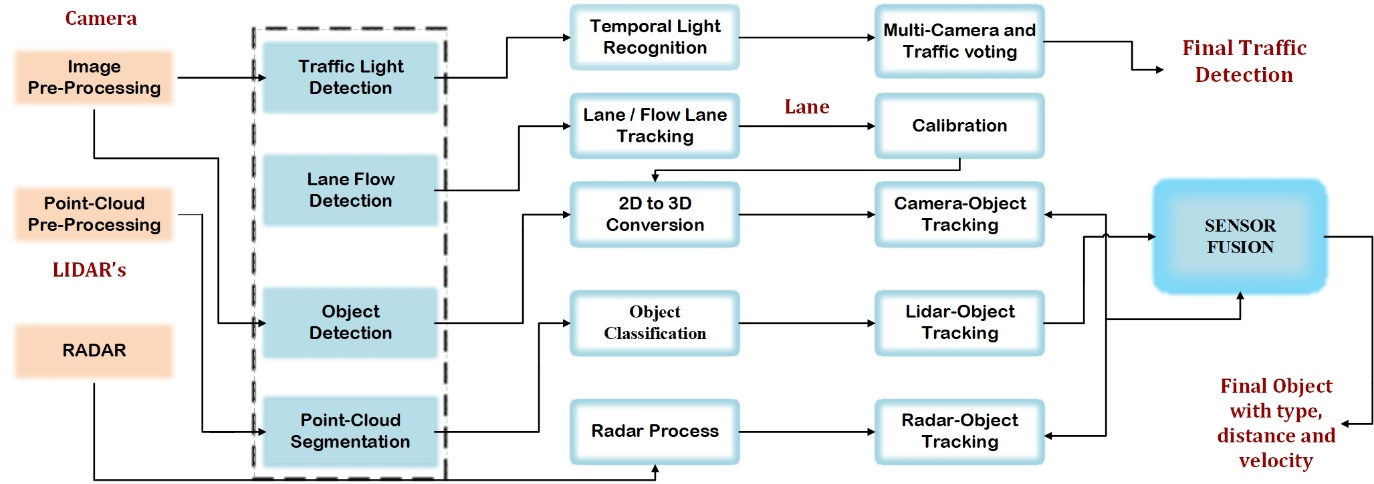 Camera
Image
Pre-Processing
Point-Cloud
Pre-Processing
LIDAR's
RADAR
Traffic Light
Detection
Lane Flow
Detection
Object
Detection
Point-Cloud
Segmentation
Temporal Light
Recognition
Lane / Flow Lane
Tracking
2D to 3D
Conversion
Object
Classification
Radar Process
Lane
Multi-Camera and
Traffic voting
Calibration
Camera-Object
Tracking
Lidar-Object
Tracking
Radar-Object
Tracking
Final Traffic
Detection
SENSOR
FUSION
Final Object
with type,
distance and
velocity